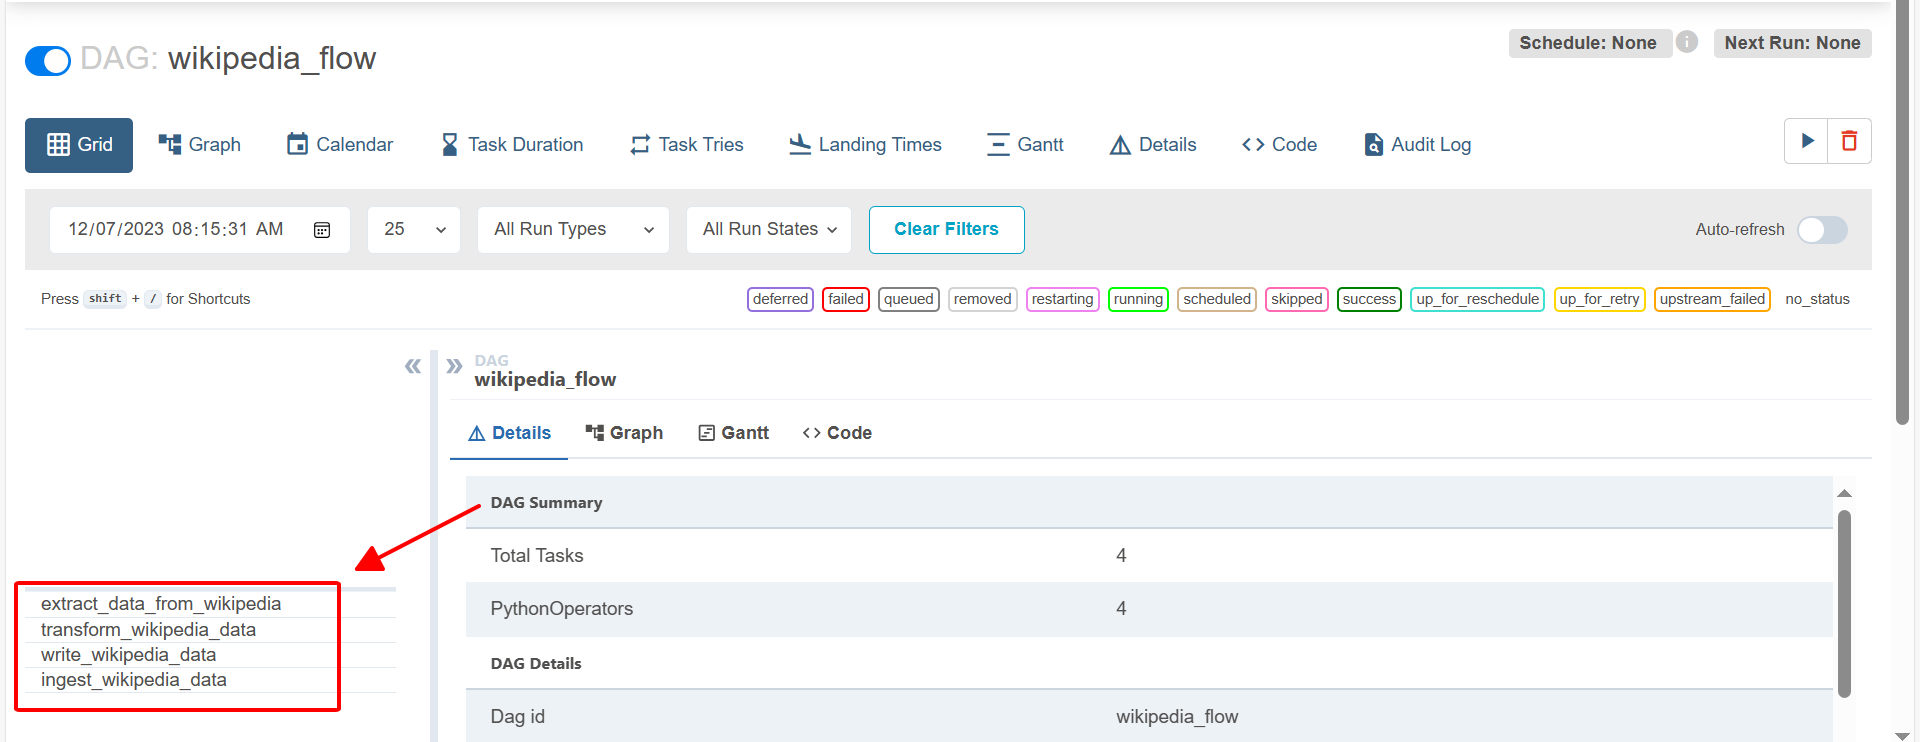 DAG: wikipedia_flow
Schedule: None
Next Run: None
Grid
Graph
Calendar
Task Duration
Task Tries
Landing Times
Gantt
Details
Code
Audit Log
12/07/2023 08:15:31 AM
25
All Run Types
All Run States
Clear Filters
Auto-refresh
Press shift + / for Shortcuts
deferred
failed
queued
removed
restarting
running
scheduled
skipped
success
up_for_reschedule
up_for_retry
upstream_failed
no_status
extract_data_from_wikipedia
transform_wikipedia_data
write_wikipedia_data
ingest_wikipedia_data
DAG
wikipedia_flow
Details
Graph
Gantt
Code
DAG Summary
Total Tasks 4
PythonOperators 4
DAG Details
Dag id wikipedia_flow